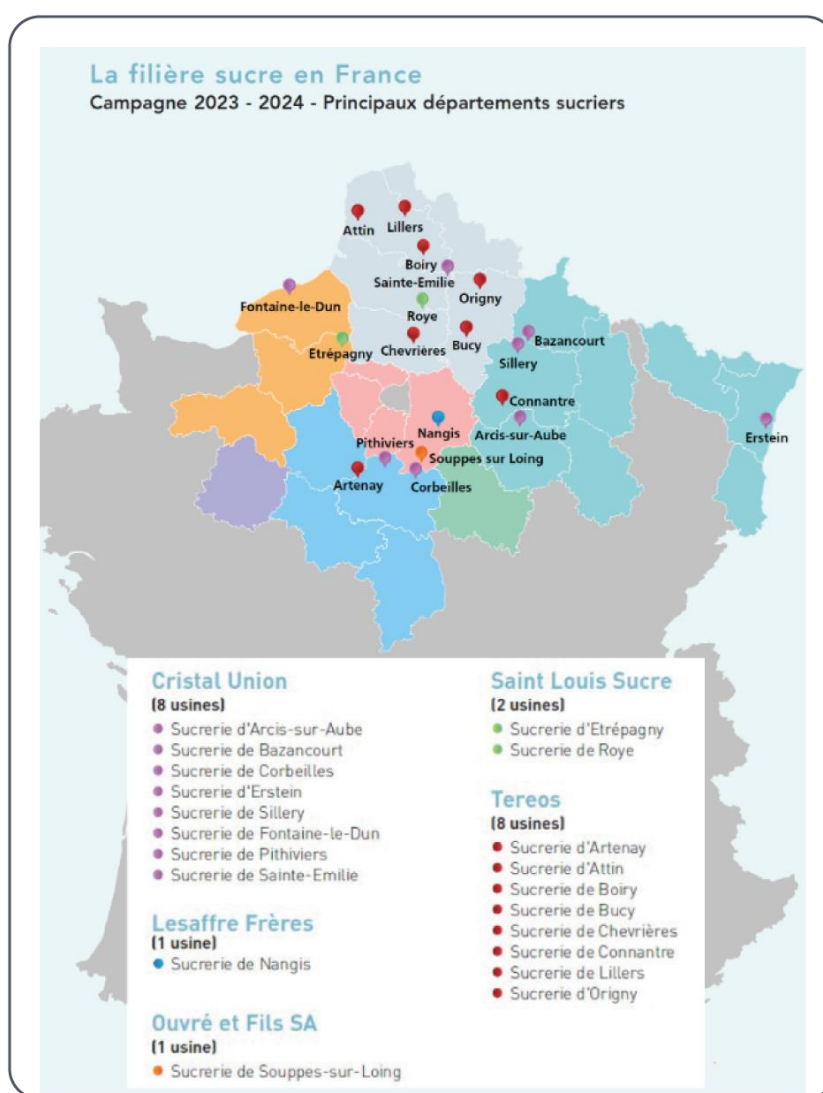 La filière sucre en France
Campagne 2023 - 2024 - Principaux départements sucriers
Attin
Lillers
Boiry
Sainte-Emilie
Origny
Fontaine-le-Dun
Roye
Etrépagny
Chevrières
Bucy
Bazancourt
Sillery
Connantre
Nangis
Arcis-sur-Aube
Erstein
Pithiviers
Souppes sur Loing
Artenay
Corbeilles
Cristal Union
(8 usines)
Sucrerie d'Arcis-sur-Aube
Sucrerie de Bazancourt
Sucrerie de Corbeilles
Sucrerie d'Erstein
Sucrerie de Sillery
Sucrerie de Fontaine-le-Dun
Sucrerie de Pithiviers
Sucrerie de Sainte-Emilie
Lesaffre Frères
(1 usine)
Sucrerie de Nangis
Ouvré et Fils SA
(1 usine)
Sucrerie de Souppes-sur-Loing
Saint Louis Sucre
(2 usines)
Sucrerie d'Etrépagny
Sucrerie de Roye
Tereos
(8 usines)
Sucrerie d'Artenay
Sucrerie d'Attin
Sucrerie de Boiry
Sucrerie de Bucy
Sucrerie de Chevrières
Sucrerie de Connantre
Sucrerie de Lillers
Sucrerie d'Origny